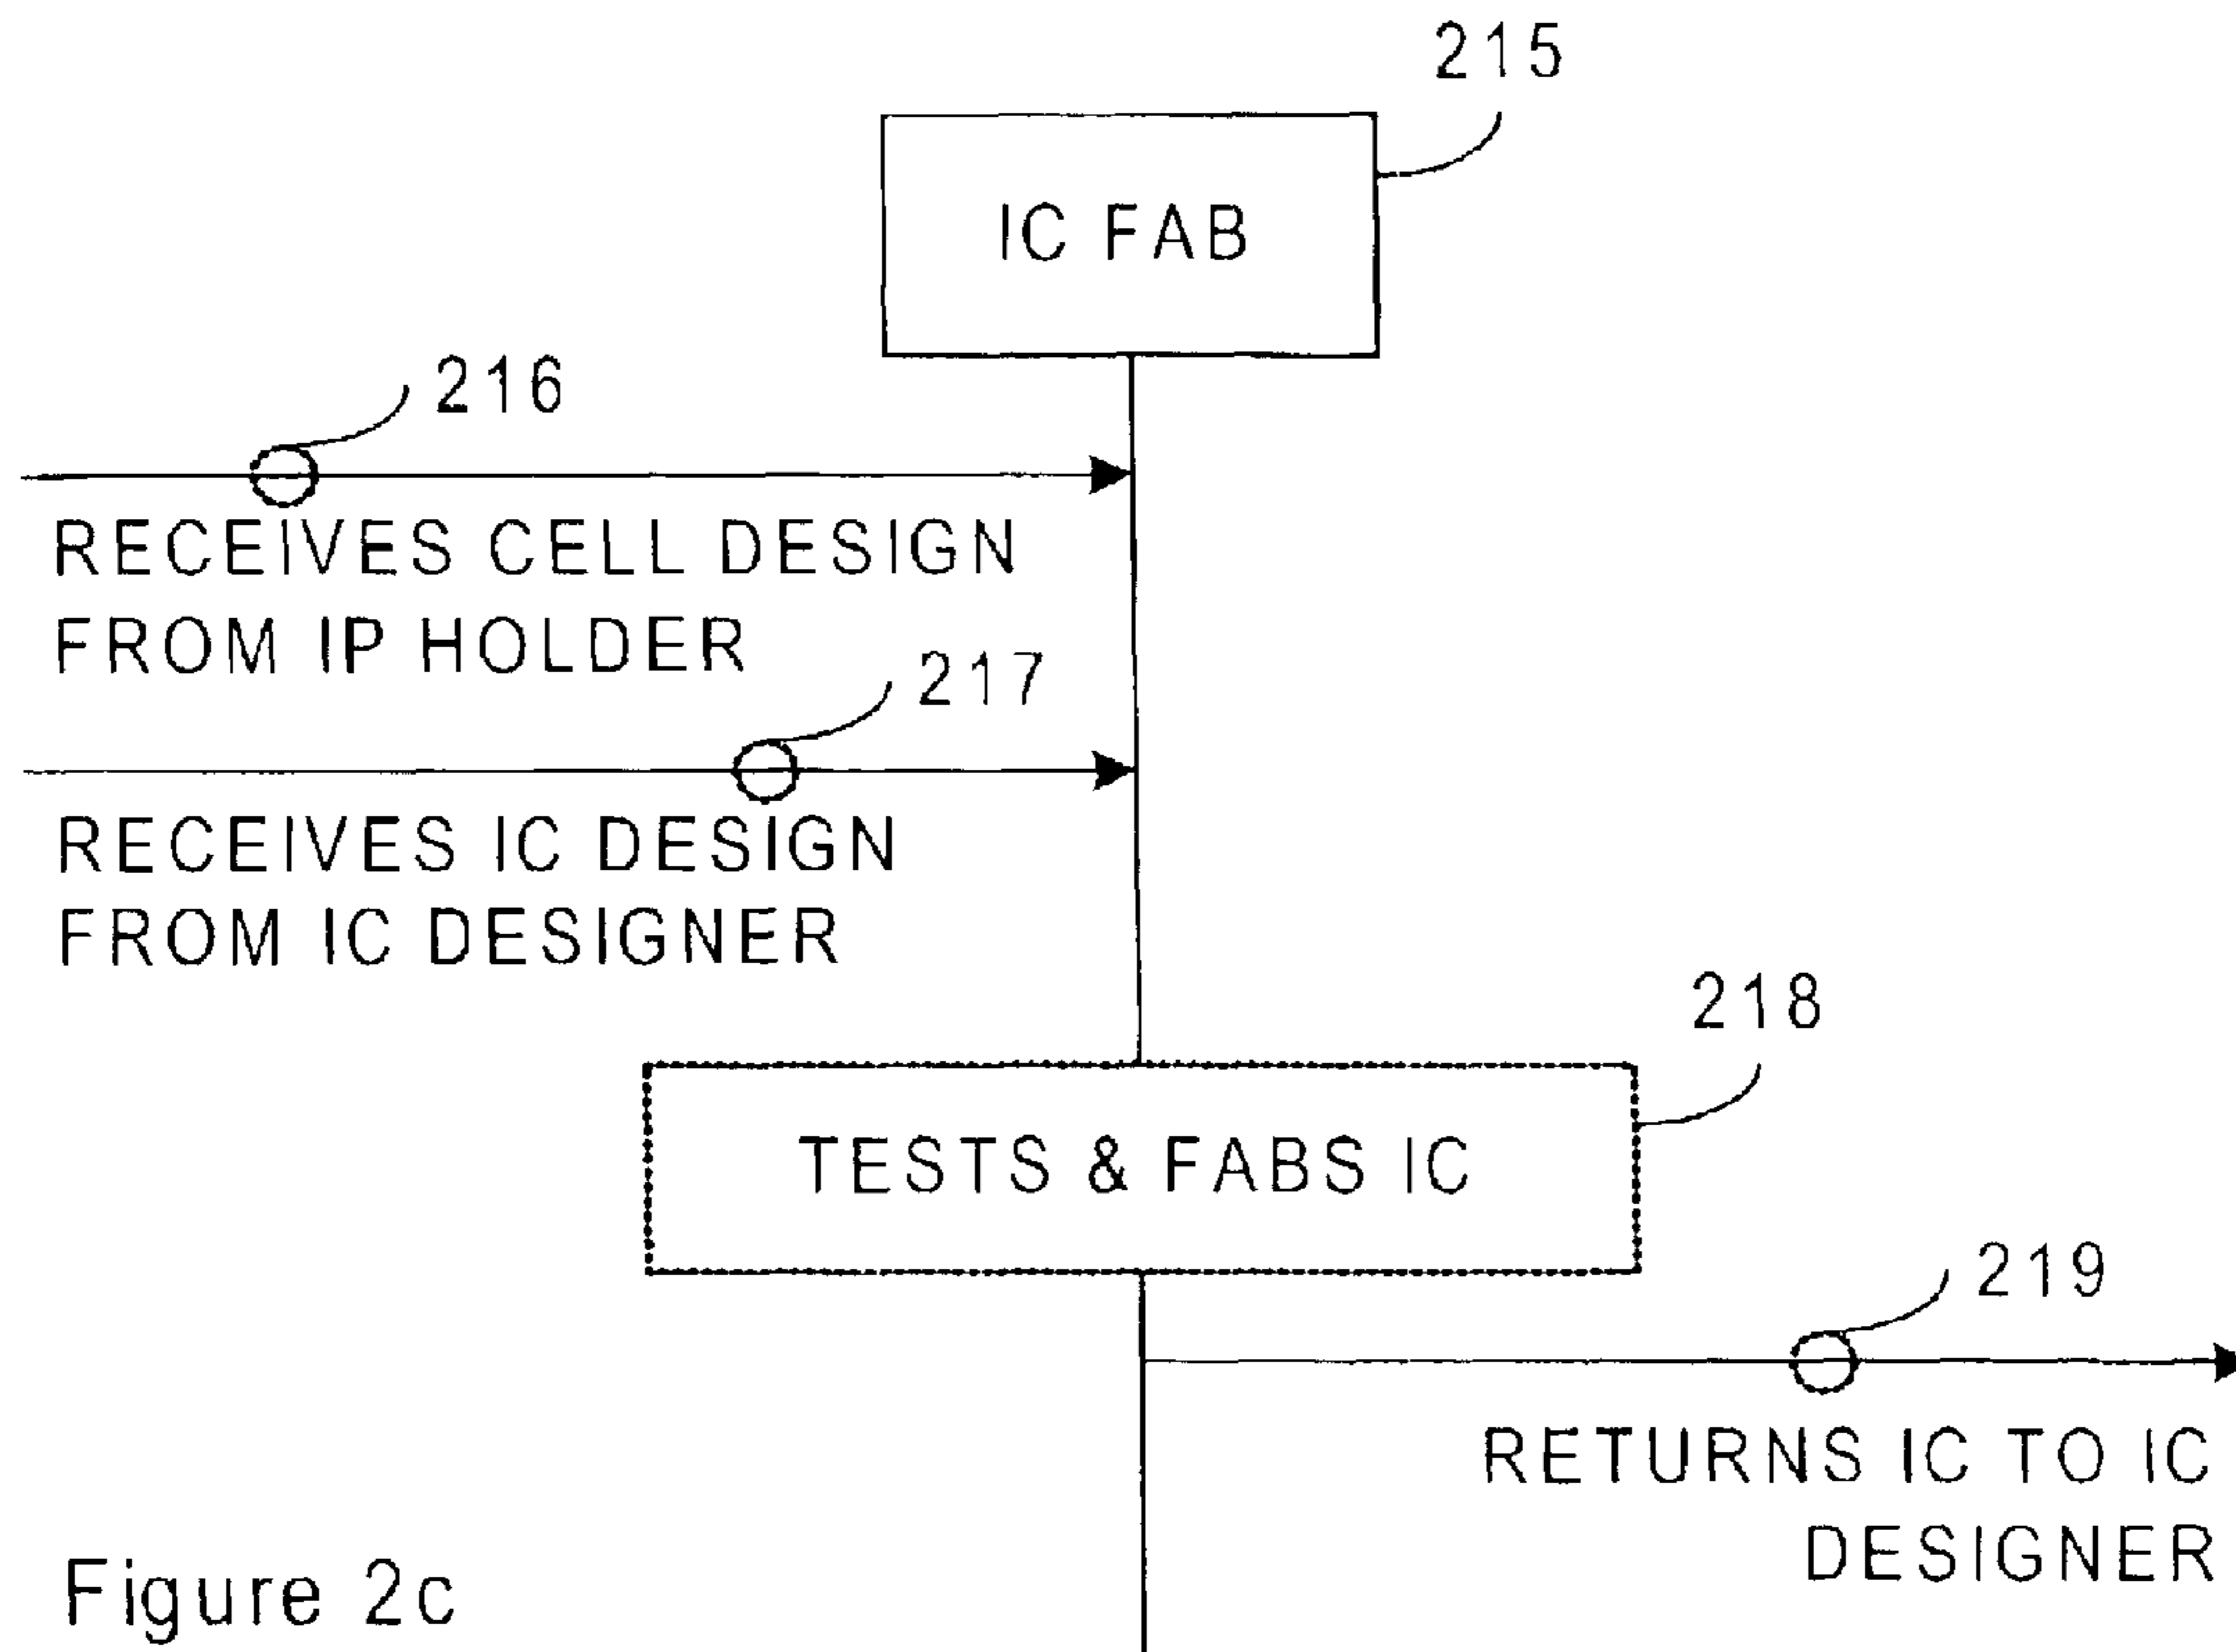 215
IC FAB
216
RECEIVES CELL DESIGN
FROM IP HOLDER
217
RECEIVES IC DESIGN
FROM IC DESIGNER
218
TESTS & FABS IC
219
RETURNS IC TO IC
DESIGNER
Figure 2c